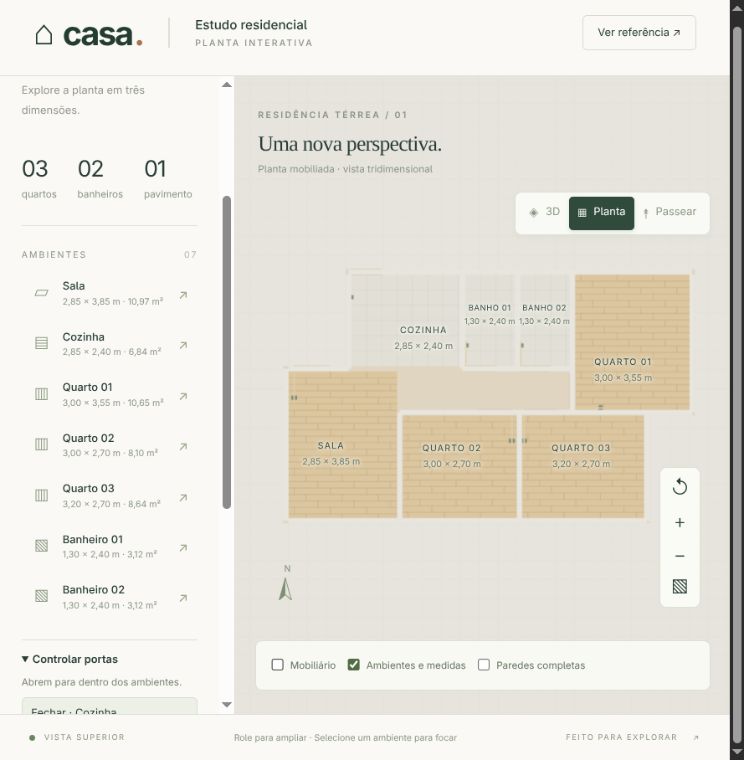 casa.
Estudo residencial
PLANTA INTERATIVA
Ver referência ↗
Explore a planta em três
dimensões.
03 02 01
quartos banheiros pavimento
AMBIENTES 07
Sala
2,85 × 3,85 m · 10,97 m²
Cozinha
2,85 × 2,40 m · 6,84 m²
Quarto 01
3,00 × 3,55 m · 10,65 m²
Quarto 02
3,00 × 2,70 m · 8,10 m²
Quarto 03
3,20 × 2,70 m · 8,64 m²
Banheiro 01
1,30 × 2,40 m · 3,12 m²
Banheiro 02
1,30 × 2,40 m · 3,12 m²
Controlar portas
Abrem para dentro dos ambientes.
Fechar · Cozinha
RESIDÊNCIA TÉRREA / 01
Uma nova perspectiva.
Planta mobiliada · vista tridimensional
3D Planta Passear
COZINHA
2,85 × 2,40 m
BANHO 01
1,30 × 2,40 m
BANHO 02
1,30 × 2,40 m
QUARTO 01
3,00 × 3,55 m
SALA
2,85 × 3,85 m
QUARTO 02
3,00 × 2,70 m
QUARTO 03
3,20 × 2,70 m
N
+
−
Mobiliário Ambientes e medidas Paredes completas
VISTA SUPERIOR
Role para ampliar · Selecione um ambiente para focar
FEITO PARA EXPLORAR ↗